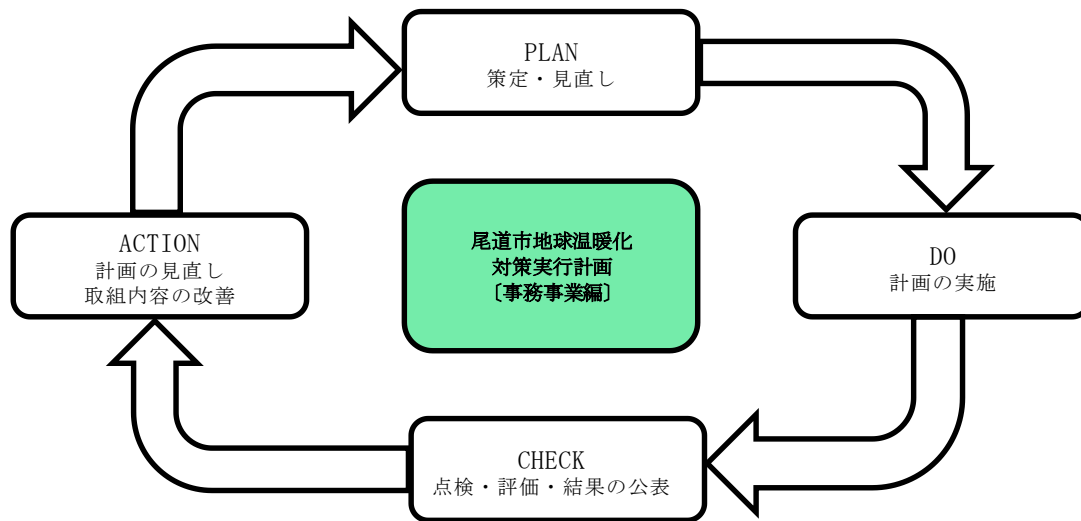 PLAN
策定・見直し
尾道市地球温暖化
対策実行計画
〔事務事業編〕
ACTION
計画の見直し
取組内容の改善
DO
計画の実施
CHECK
点検・評価・結果の公表